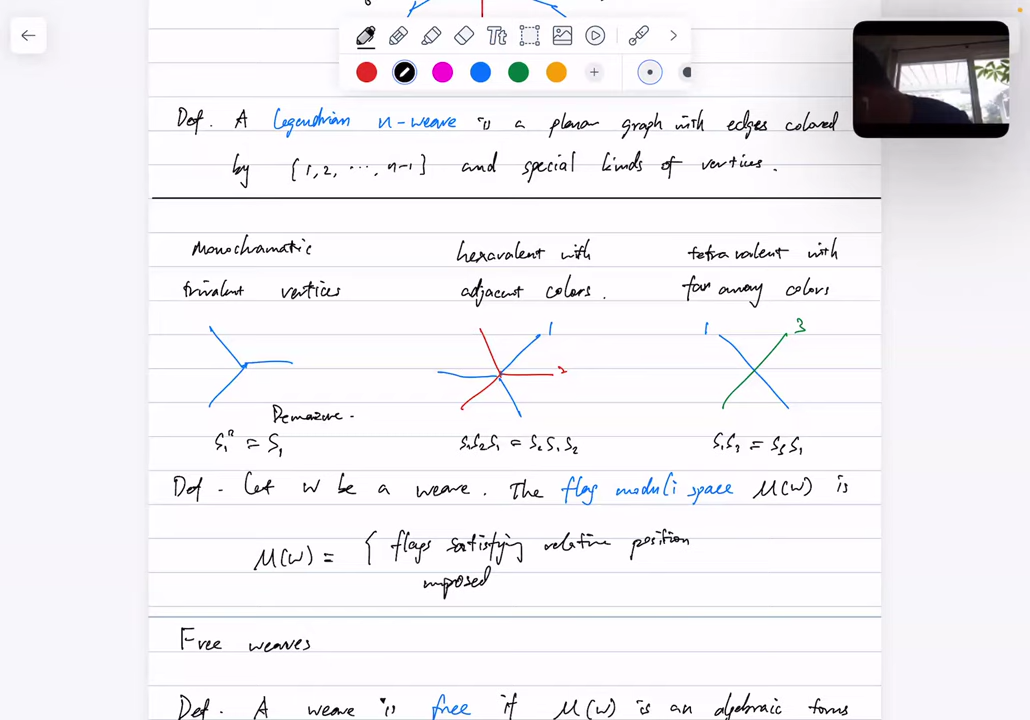 Tt
Def. A Legendrian n-weave is a planar graph with edges colored
by {1, 2, ..., n-1} and special kinds of vertices.
Monochramatic
trivalent vertices
hexavalent with
adjacent colors.
tetravalent with
far away colors
1
2
1
3
Demazure.
S₁² = S₁
S₁S₂S₁ = S₂S₁S₂
S₁S₃ = S₃S₁
Def. Let W be a weave. The flag moduli space M(W) is
M(W) = { flags satisfying relative position
imposed
Free weaves
Def. A weave is free if M(W) is an algebraic torus